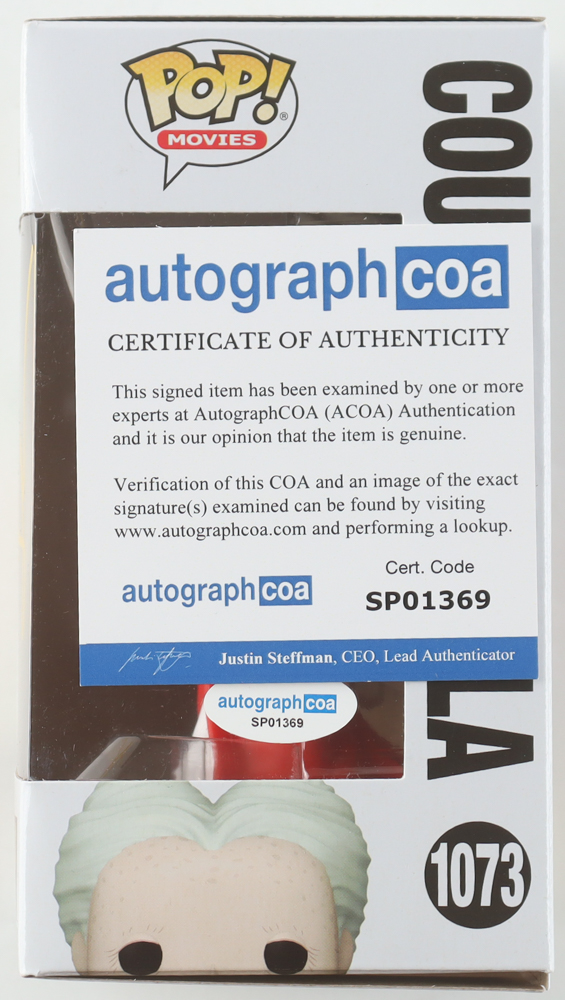 POP!
MOVIES
COU
autographcoa
CERTIFICATE OF AUTHENTICITY
This signed item has been examined by one or more
experts at AutographCOA (ACOA) Authentication
and it is our opinion that the item is genuine.
Verification of this COA and an image of the exact
signature(s) examined can be found by visiting
www.autographcoa.com and performing a lookup.
Cert. Code
autographcoa
SP01369
Justin Steffman, CEO, Lead Authenticator
autographcoa
SP01369
LA
1073